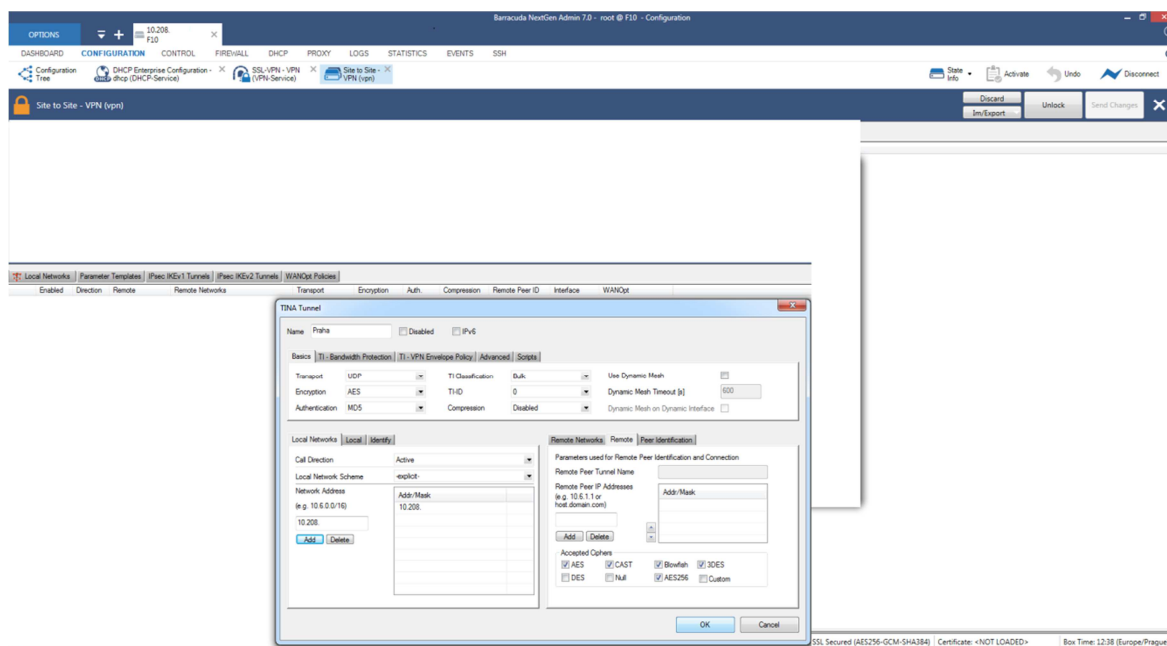 Barracuda NextGen Admin 7.0 - root @ F10 - Configuration
OPTIONS
10.208.
F10
DASHBOARD CONFIGURATION CONTROL FIREWALL DHCP PROXY LOGS STATISTICS EVENTS SSH
Configuration Tree
DHCP Enterprise Configuration - dhcp (DHCP-Service)
SSL-VPN - VPN (VPN-Service)
Site to Site - VPN (vpn)
State Info
Activate
Undo
Disconnect
Site to Site - VPN (vpn)
Discard
Im/Export
Unlock
Send Changes
Local Networks Parameter Templates IPsec IKEv1 Tunnels IPsec IKEv2 Tunnels WANOpt Policies
Enabled Direction Remote Remote Networks Transport Encryption Auth. Compression Remote Peer ID Interface WANOpt
TINA Tunnel
Name Praha Disabled IPv6
Basics TI - Bandwidth Protection TI - VPN Envelope Policy Advanced Scripts
Transport UDP TI Classification Bulk Use Dynamic Mesh
Encryption AES TI-ID 0 Dynamic Mesh Timeout [s] 600
Authentication MD5 Compression Disabled Dynamic Mesh on Dynamic Interface
Local Networks Local Identify
Call Direction Active
Local Network Scheme -explicit-
Network Address
(e.g. 10.6.0.0/16)
10.208.
Add Delete
Addr/Mask
10.208.
Remote Networks Remote Peer Identification
Parameters used for Remote Peer Identification and Connection
Remote Peer Tunnel Name
Remote Peer IP Addresses
(e.g. 10.6.1.1 or
host.domain.com)
Addr/Mask
Add Delete
Accepted Ciphers
AES CAST Blowfish 3DES
DES Null AES256 Custom
OK Cancel
SSL Secured (AES256-GCM-SHA384) Certificate: <NOT LOADED> Box Time: 12:38 (Europe/Prague